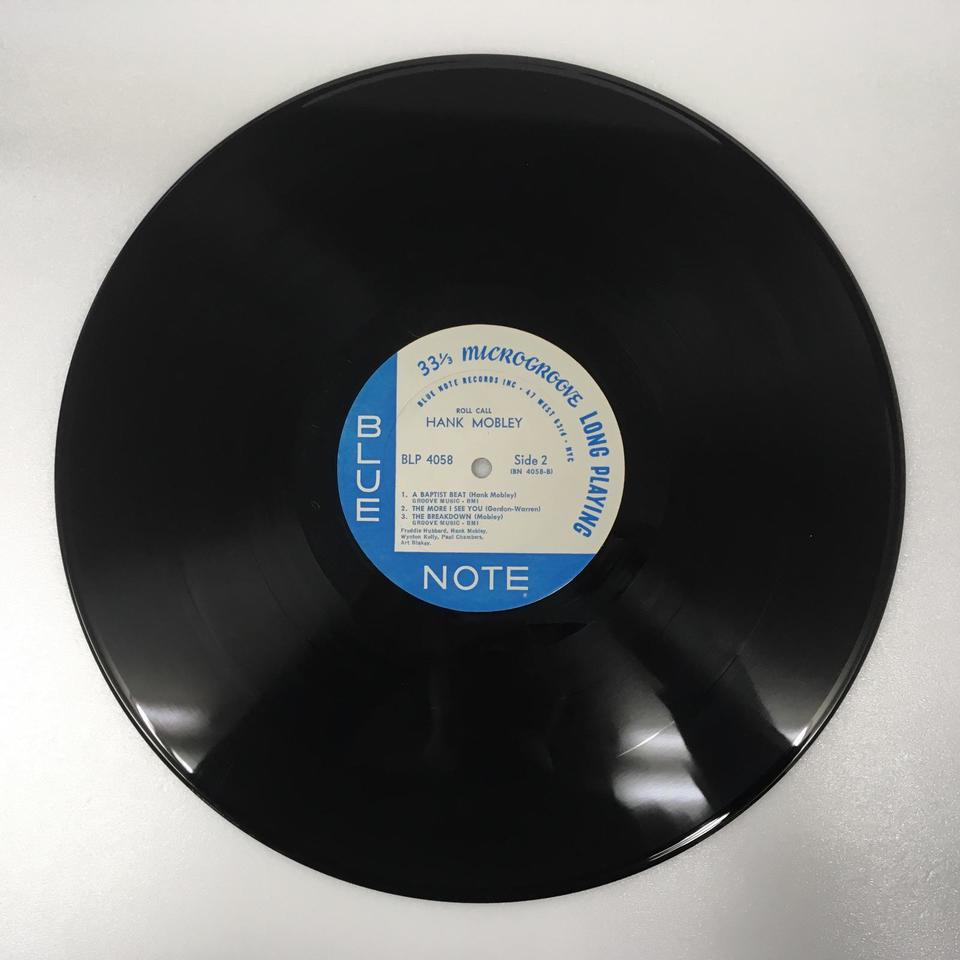 33⅓ MICROGROOVE LONG PLAYING
BLUE NOTE RECORDS INC · 47 WEST 63rd · NYC
ROLL CALL
HANK MOBLEY
BLP 4058
Side 2
(BN 4058-B)
1. A BAPTIST BEAT (Hank Mobley)
GROOVE MUSIC - BMI
2. THE MORE I SEE YOU (Gordon-Warren)
3. THE BREAKDOWN (Mobley)
GROOVE MUSIC - BMI
Freddie Hubbard, Hank Mobley,
Wynton Kelly, Paul Chambers,
Art Blakey.
BLUE
NOTE
®